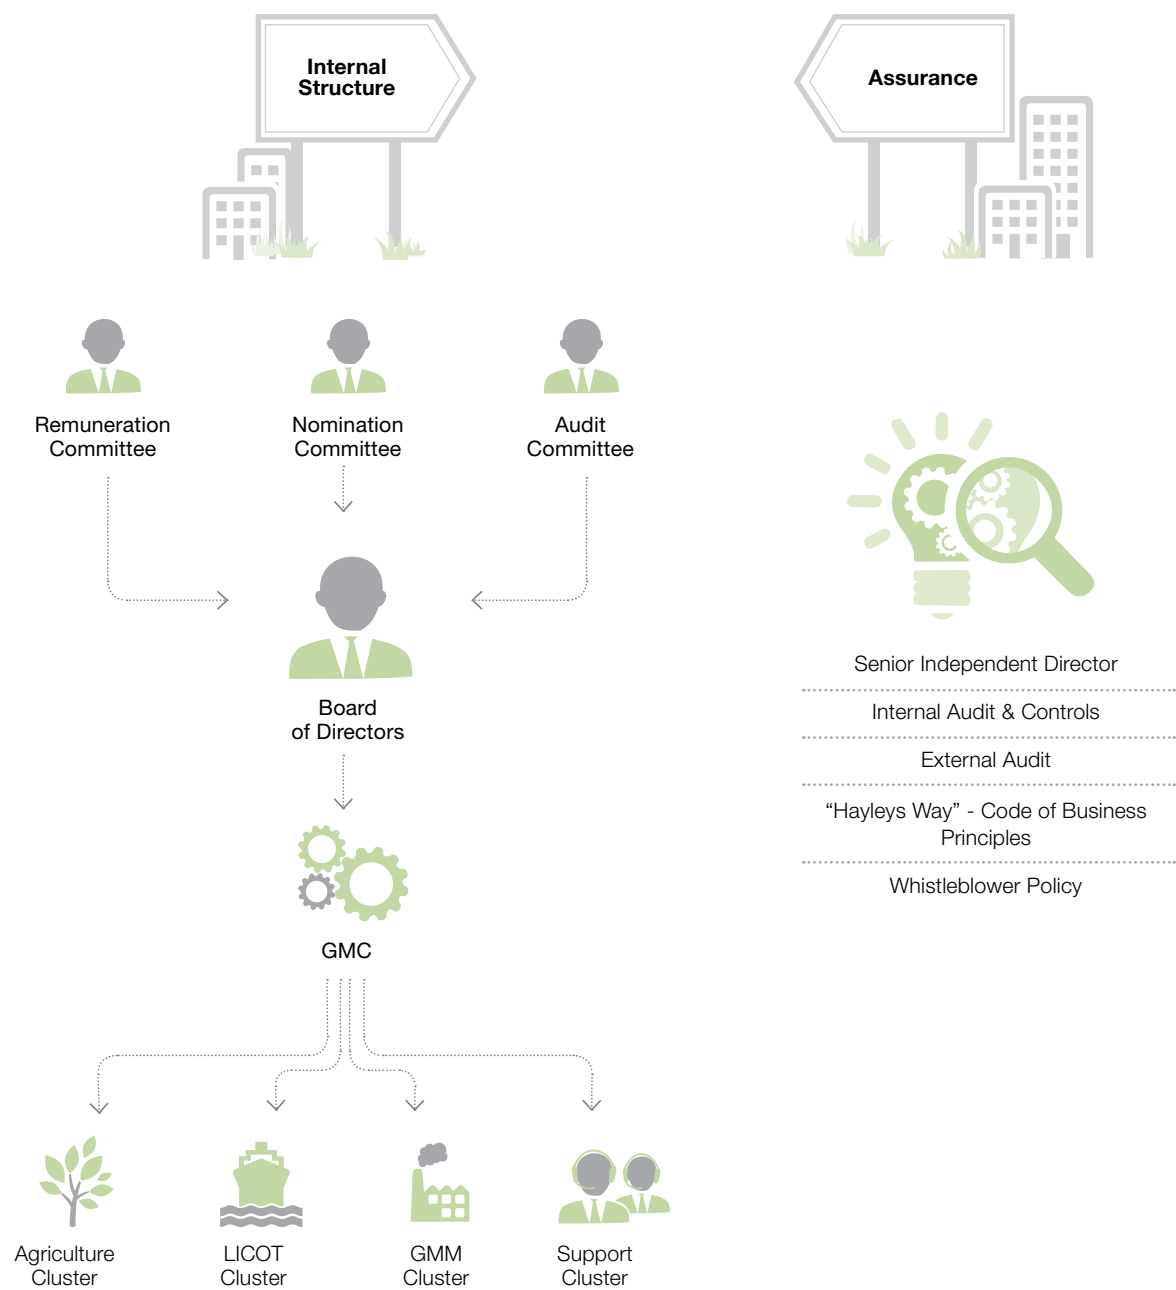 Internal
Structure
Assurance
Remuneration
Committee
Nomination
Committee
Audit
Committee
Board
of Directors
GMC
Agriculture
Cluster
LICOT
Cluster
GMM
Cluster
Support
Cluster
Senior Independent Director
Internal Audit & Controls
External Audit
“Hayleys Way” - Code of Business
Principles
Whistleblower Policy